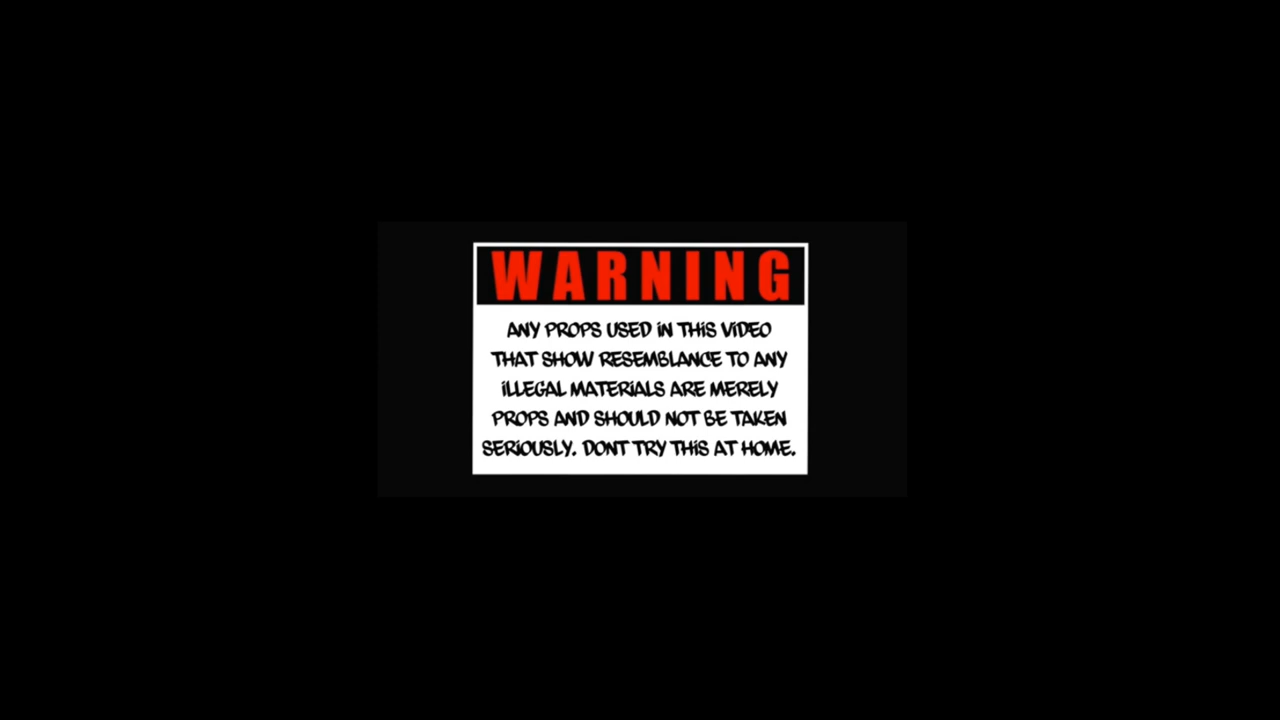 WARNING
ANY PROPS USED IN THIS VIDEO
THAT SHOW RESEMBLANCE TO ANY
ILLEGAL MATERIALS ARE MERELY
PROPS AND SHOULD NOT BE TAKEN
SERIOUSLY. DONT TRY THIS AT HOME.